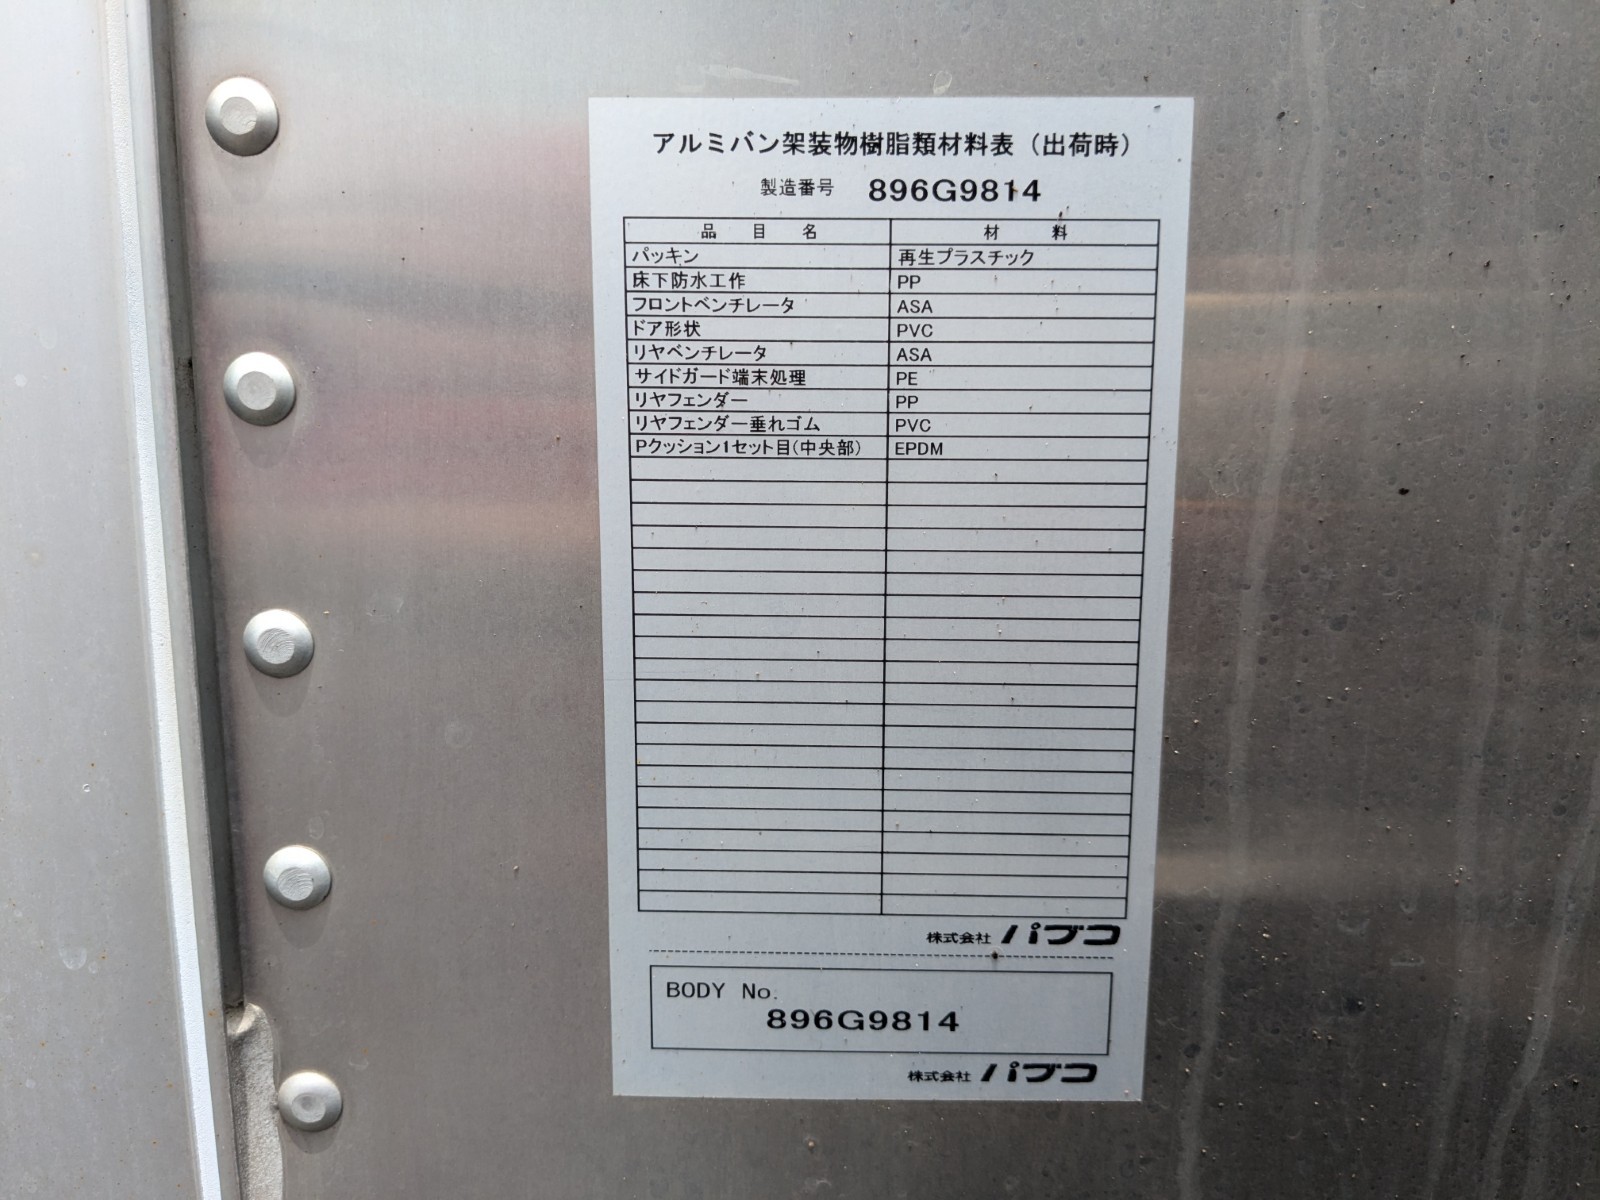 アルミバン架装物樹脂類材料表（出荷時）
製造番号 896G9814
品目名 材料
パッキン 再生プラスチック
床下防水工作 PP
フロントベンチレータ ASA
ドア形状 PVC
リヤベンチレータ ASA
サイドガード端末処理 PE
リヤフェンダー PP
リヤフェンダー垂れゴム PVC
Pクッション1セット目(中央部) EPDM
株式会社 パブコ
BODY No.
896G9814
株式会社 パブコ